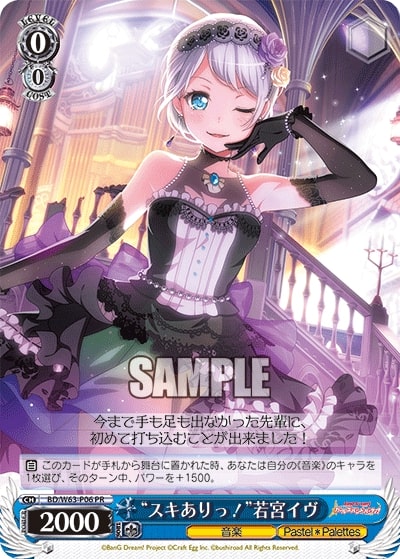 LEVEL
0
0
COST
SAMPLE
今まで手も足も出なかった先輩に、
初めて打ち込むことが出来ました!
自 このカードが手札から舞台に置かれた時、あなたは自分の《音楽》のキャラを
1枚選び、そのターン中、パワーを+1500。
CH BD/W63-P06 PR
2000
“スキありっ!”若宮イヴ
音楽
Pastel*Palettes
©BanG Dream! Project ©Craft Egg Inc. ©bushiroad All Rights Reserved.